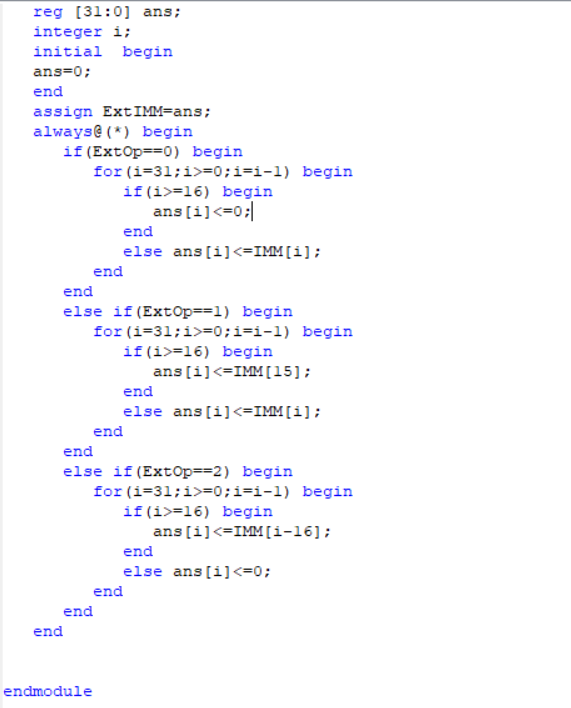 reg [31:0] ans;
integer i;
initial  begin
ans=0;
end
assign ExtIMM=ans;
always@(*) begin
if(ExtOp==0) begin
for(i=31;i>=0;i=i-1) begin
if(i>=16) begin
ans[i]<=0;
end
else ans[i]<=IMM[i];
end
end
else if(ExtOp==1) begin
for(i=31;i>=0;i=i-1) begin
if(i>=16) begin
ans[i]<=IMM[15];
end
else ans[i]<=IMM[i];
end
end
else if(ExtOp==2) begin
for(i=31;i>=0;i=i-1) begin
if(i>=16) begin
ans[i]<=IMM[i-16];
end
else ans[i]<=0;
end
end
end
endmodule